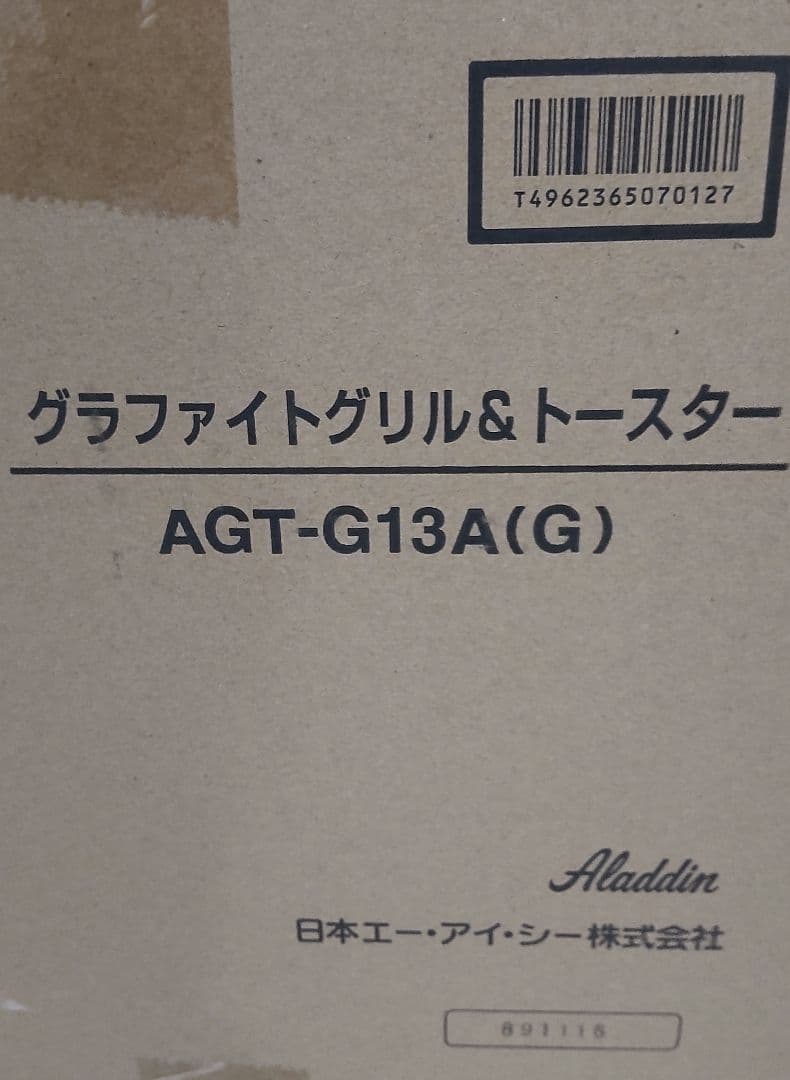 T4962365070127
グラファイトグリル&トースター
AGT-G13A(G)
Aladdin
日本エー・アイ・シー株式会社
891116